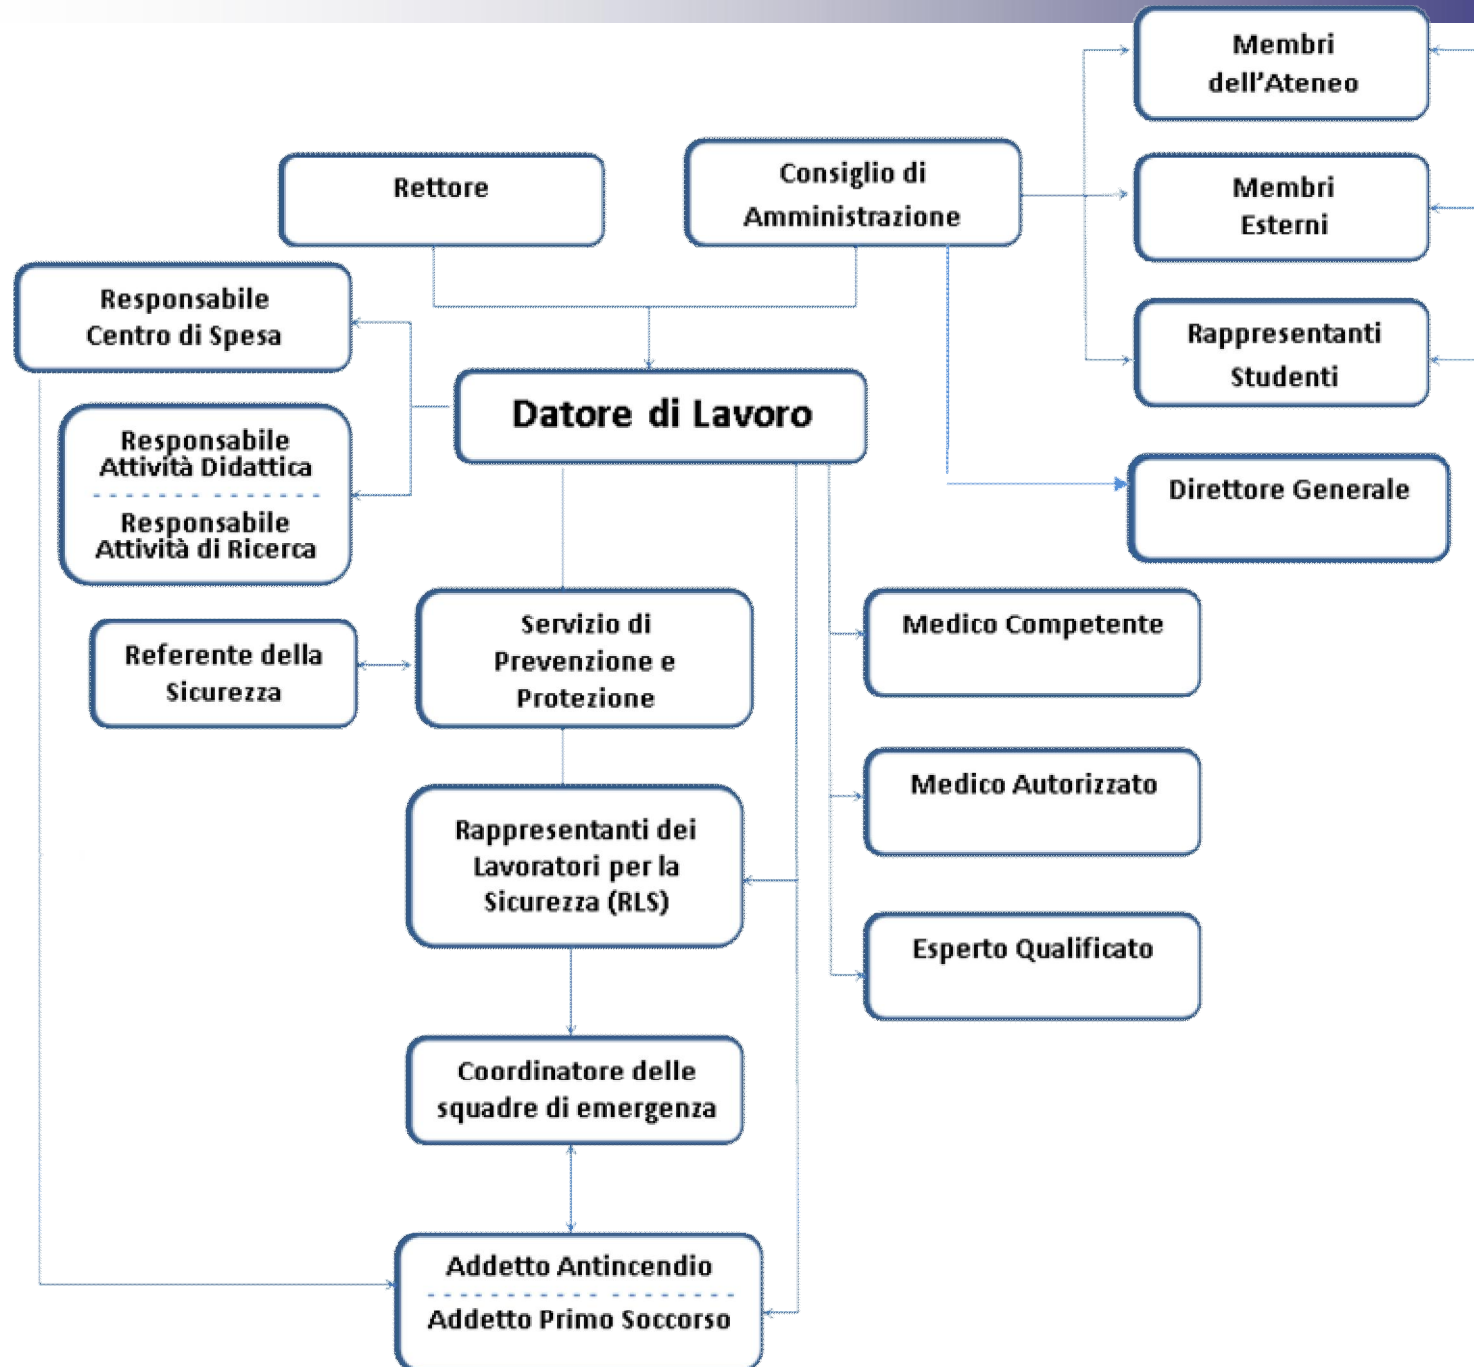 Membri
dell'Ateneo
Rettore
Consiglio di
Amministrazione
Membri
Esterni
Responsabile
Centro di Spesa
Rappresentanti
Studenti
Datore di Lavoro
Responsabile
Attività Didattica
Responsabile
Attività di Ricerca
Direttore Generale
Referente della
Sicurezza
Servizio di
Prevenzione e
Protezione
Medico Competente
Medico Autorizzato
Rappresentanti dei
Lavoratori per la
Sicurezza (RLS)
Esperto Qualificato
Coordinatore delle
squadre di emergenza
Addetto Antincendio
Addetto Primo Soccorso